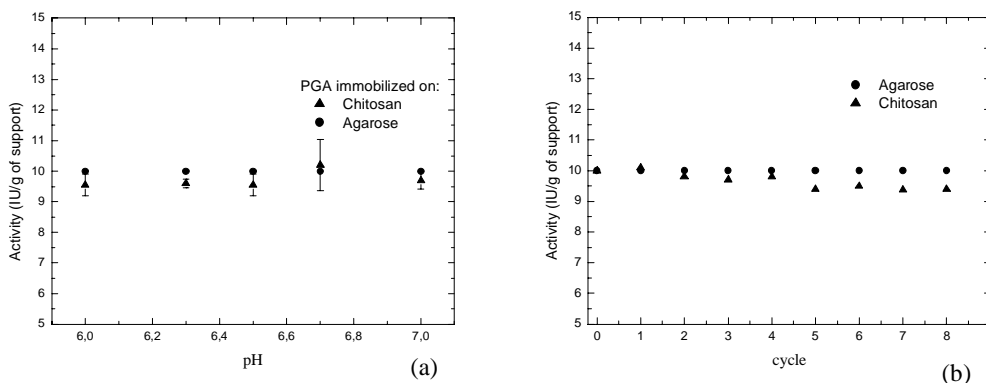 15
14
13
12
11
10
9
8
7
6
5
Activity (IU/g of support)
PGA immobilized on:
Chitosan
Agarose
6,0 6,2 6,4 6,6 6,8 7,0
pH
(a)
15
14
13
12
11
10
9
8
7
6
5
Activity (IU/g of support)
Agarose
Chitosan
0 1 2 3 4 5 6 7 8
cycle
(b)